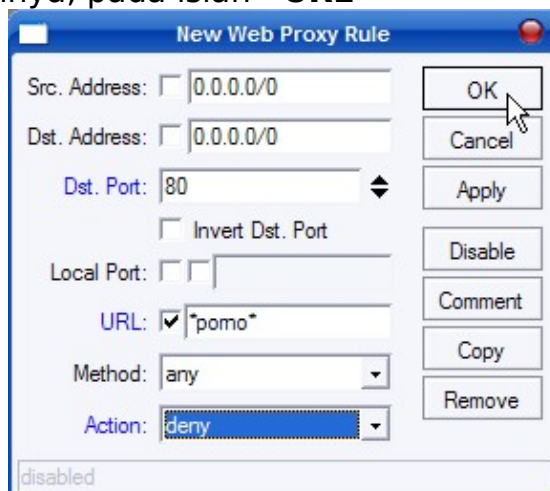 nya, pada isian "URL"
New Web Proxy Rule
Src. Address: 0.0.0.0/0
OK
Dst. Address: 0.0.0.0/0
Cancel
Dst. Port: 80
Apply
Invert Dst. Port
Disable
Local Port:
Comment
URL: *porno*
Copy
Method: any
Remove
Action: deny
disabled